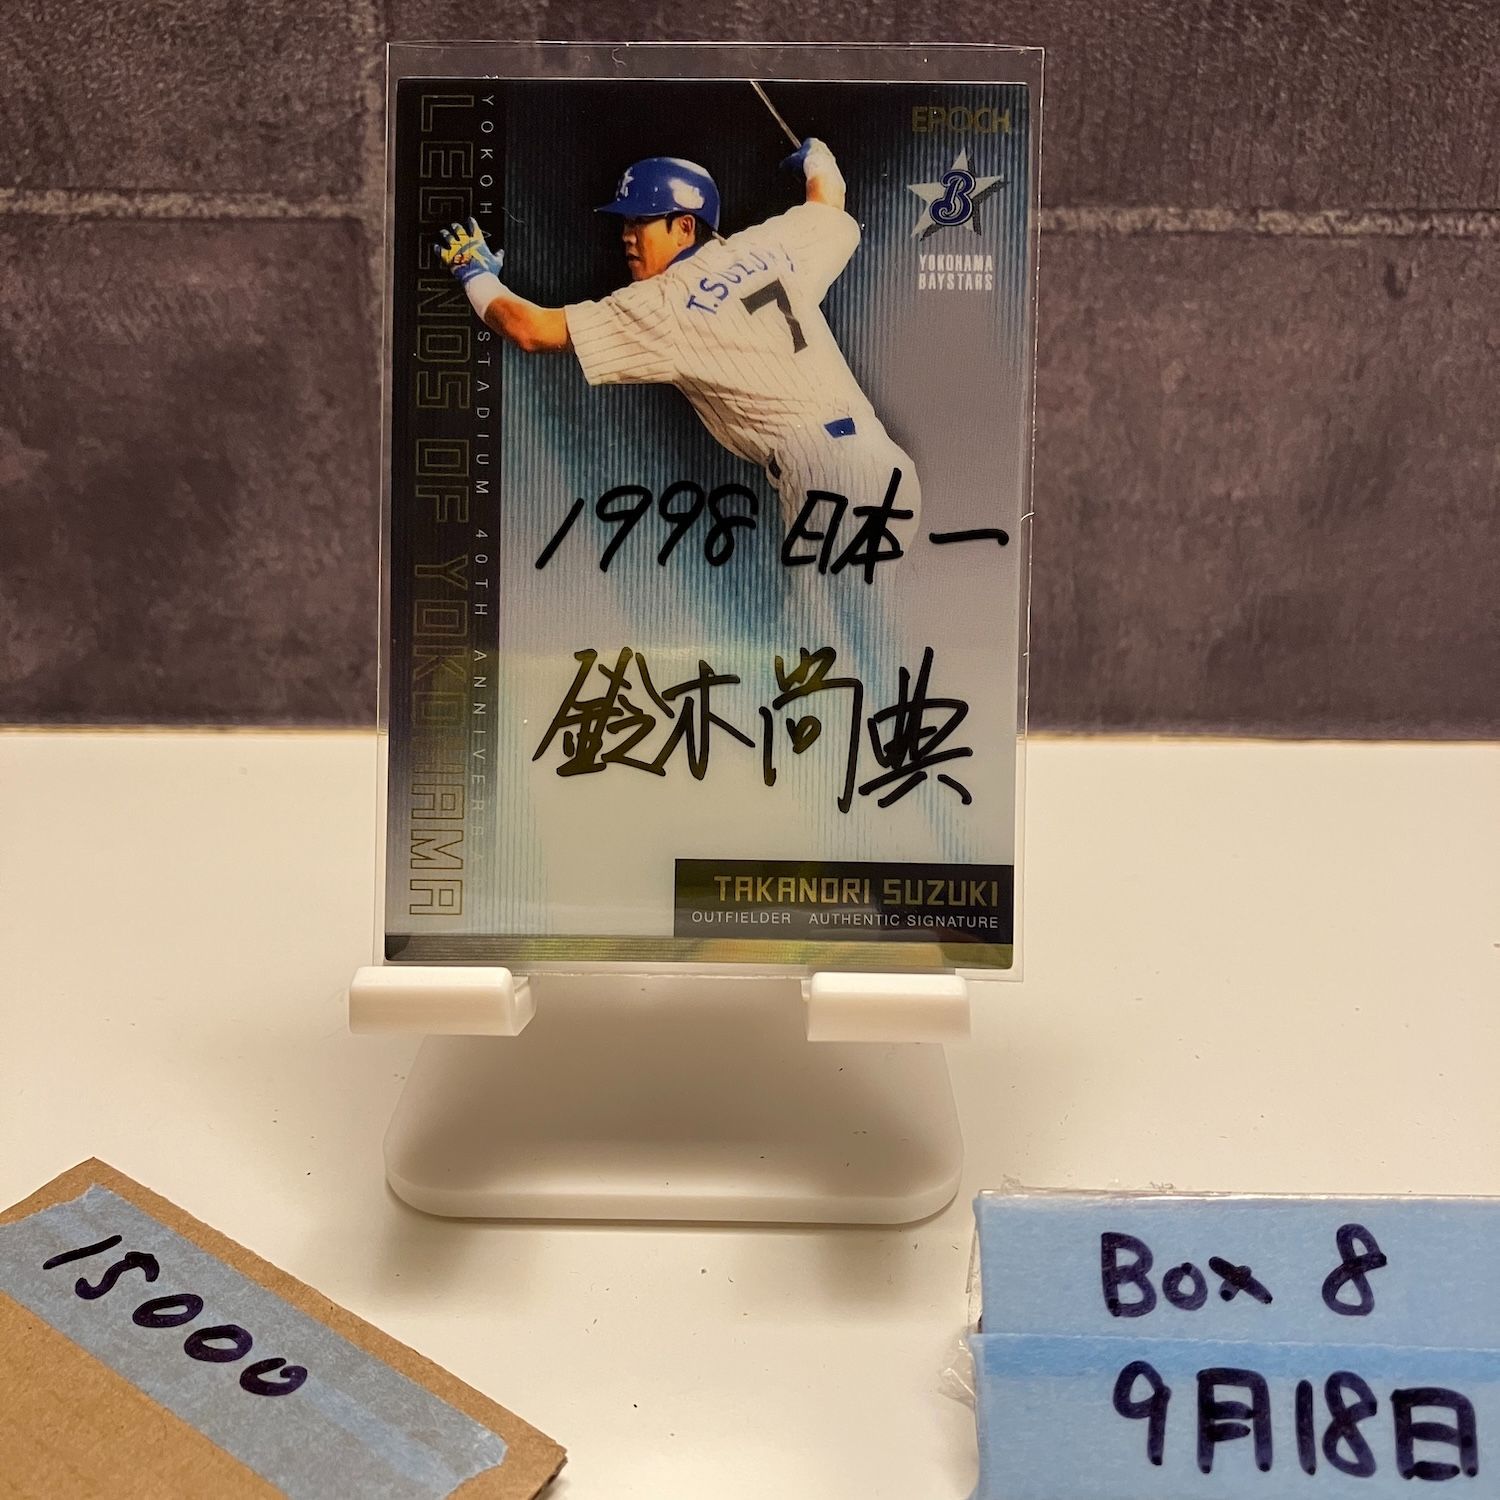 LEGENDS OF YOKOHAMA
YOKOHAMA STADIUM 40TH ANNIVERSA
EPOCH
B
YOKOHAMA
BAYSTARS
T.SUZUKI
7
1998 日本一
鈴木尚典
TAKANORI SUZUKI
OUTFIELDER AUTHENTIC SIGNATURE
15000
Box 8
9月18日